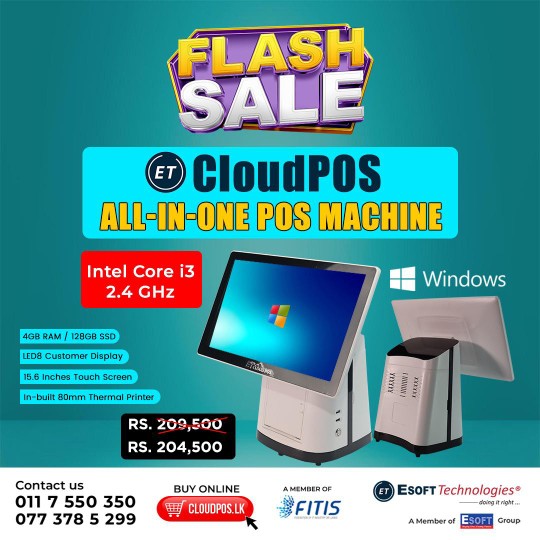 FLASH
SALE
ET CloudPOS
ALL-IN-ONE POS MACHINE
Intel Core i3
2.4 GHz
Windows
4GB RAM / 128GB SSD
LED8 Customer Display
15.6 Inches Touch Screen
In-built 80mm Thermal Printer
RS. 209,500
RS. 204,500
Contact us
011 7 550 350
077 378 5 299
BUY ONLINE
CLOUDPOS.LK
A MEMBER OF
FITIS
ET ESOFT Technologies®
doing it right ...
A Member of ESOFT Group